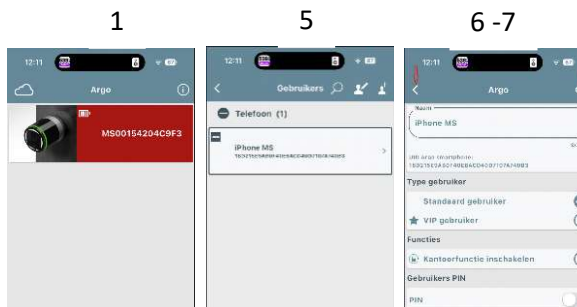 1
5
6 -7
12:11
Argo
MS00154204C9F3
12:11
Gebruikers
Telefoon (1)
iPhone MS
12:11
Argo
Naam
iPhone MS
Type gebruiker
Standaard gebruiker
VIP gebruiker
Functies
Kantoorfunctie inschakelen
Gebruikers PIN
PIN